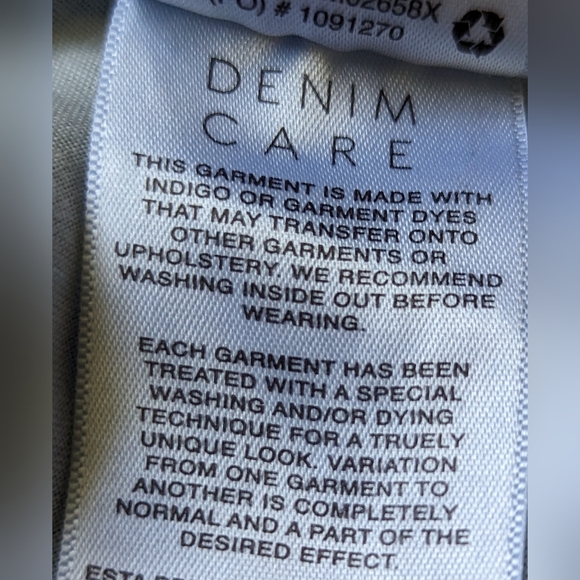 (PO) # 1091270
DENIM
CARE
THIS GARMENT IS MADE WITH
INDIGO OR GARMENT DYES
THAT MAY TRANSFER ONTO
OTHER GARMENTS OR
UPHOLSTERY. WE RECOMMEND
WASHING INSIDE OUT BEFORE
WEARING.
EACH GARMENT HAS BEEN
TREATED WITH A SPECIAL
WASHING AND/OR DYING
TECHNIQUE FOR A TRUELY
UNIQUE LOOK. VARIATION
FROM ONE GARMENT TO
ANOTHER IS COMPLETELY
NORMAL AND A PART OF THE
DESIRED EFFECT.